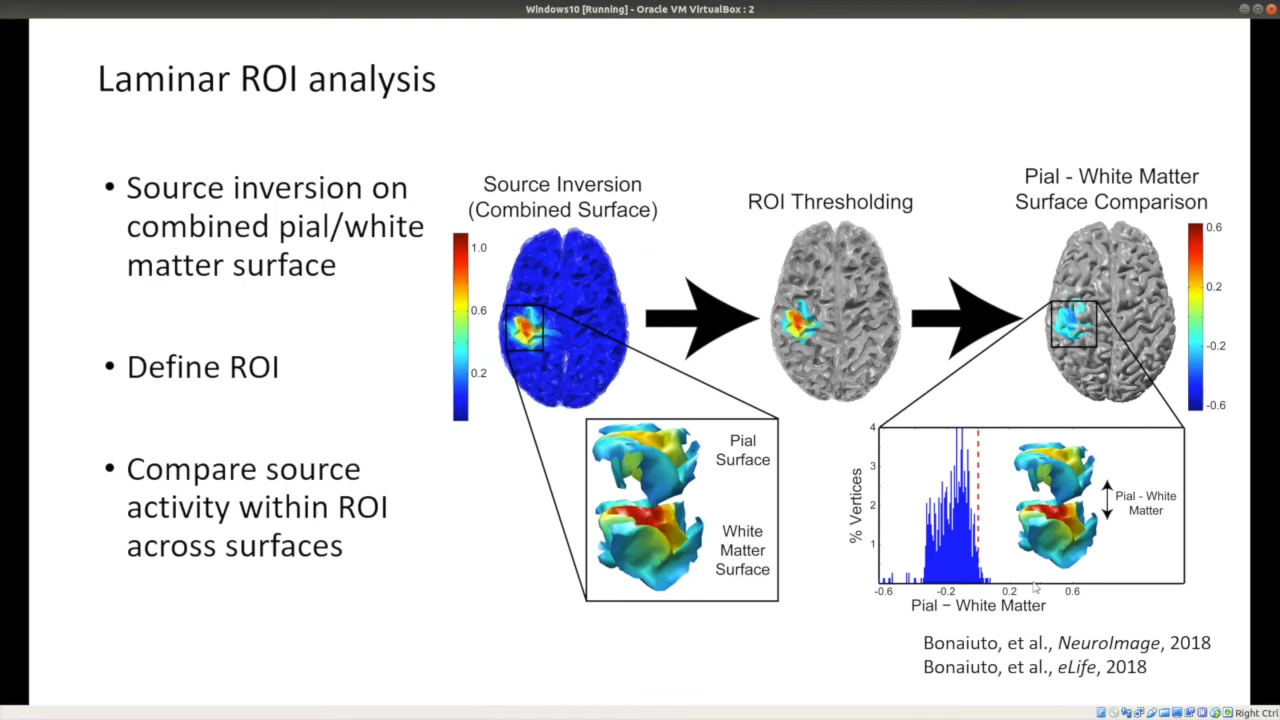 Windows10 [Running] - Oracle VM VirtualBox : 2
Laminar ROI analysis
• Source inversion on
combined pial/white
matter surface
• Define ROI
• Compare source
activity within ROI
across surfaces
Source Inversion
(Combined Surface)
1.0
0.6
0.2
ROI Thresholding
Pial - White Matter
Surface Comparison
0.6
0.2
-0.2
-0.6
Pial
Surface
White
Matter
Surface
% Vertices
4
3
2
1
-0.6
-0.2
0.2
0.6
Pial − White Matter
Pial - White
Matter
Bonaiuto, et al., NeuroImage, 2018
Bonaiuto, et al., eLife, 2018
Right Ctrl